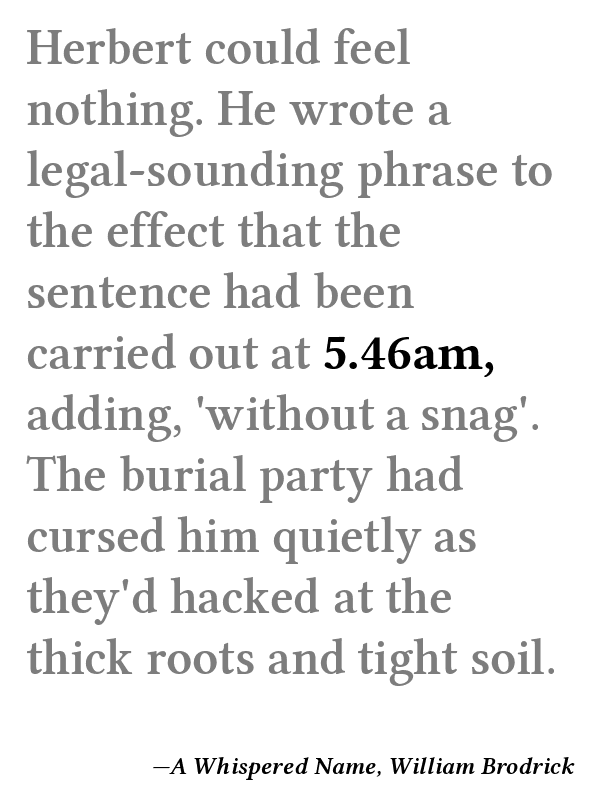 Herbert could feel
nothing. He wrote a
legal-sounding phrase to
the effect that the
sentence had been
carried out at 5.46am,
adding, 'without a snag'.
The burial party had
cursed him quietly as
they'd hacked at the
thick roots and tight soil.
—A Whispered Name, William Brodrick